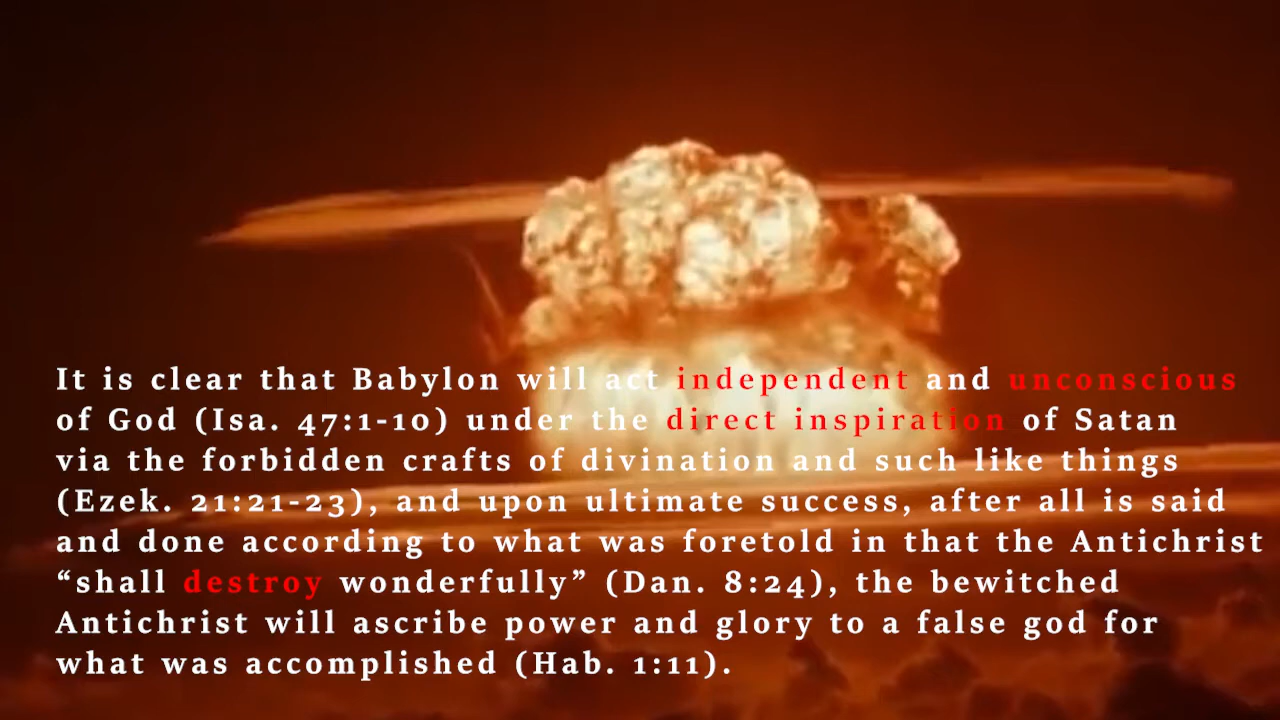 It is clear that Babylon will act independent and unconscious
of God (Isa. 47:1-10) under the direct inspiration of Satan
via the forbidden crafts of divination and such like things
(Ezek. 21:21-23), and upon ultimate success, after all is said
and done according to what was foretold in that the Antichrist
“shall destroy wonderfully” (Dan. 8:24), the bewitched
Antichrist will ascribe power and glory to a false god for
what was accomplished (Hab. 1:11).